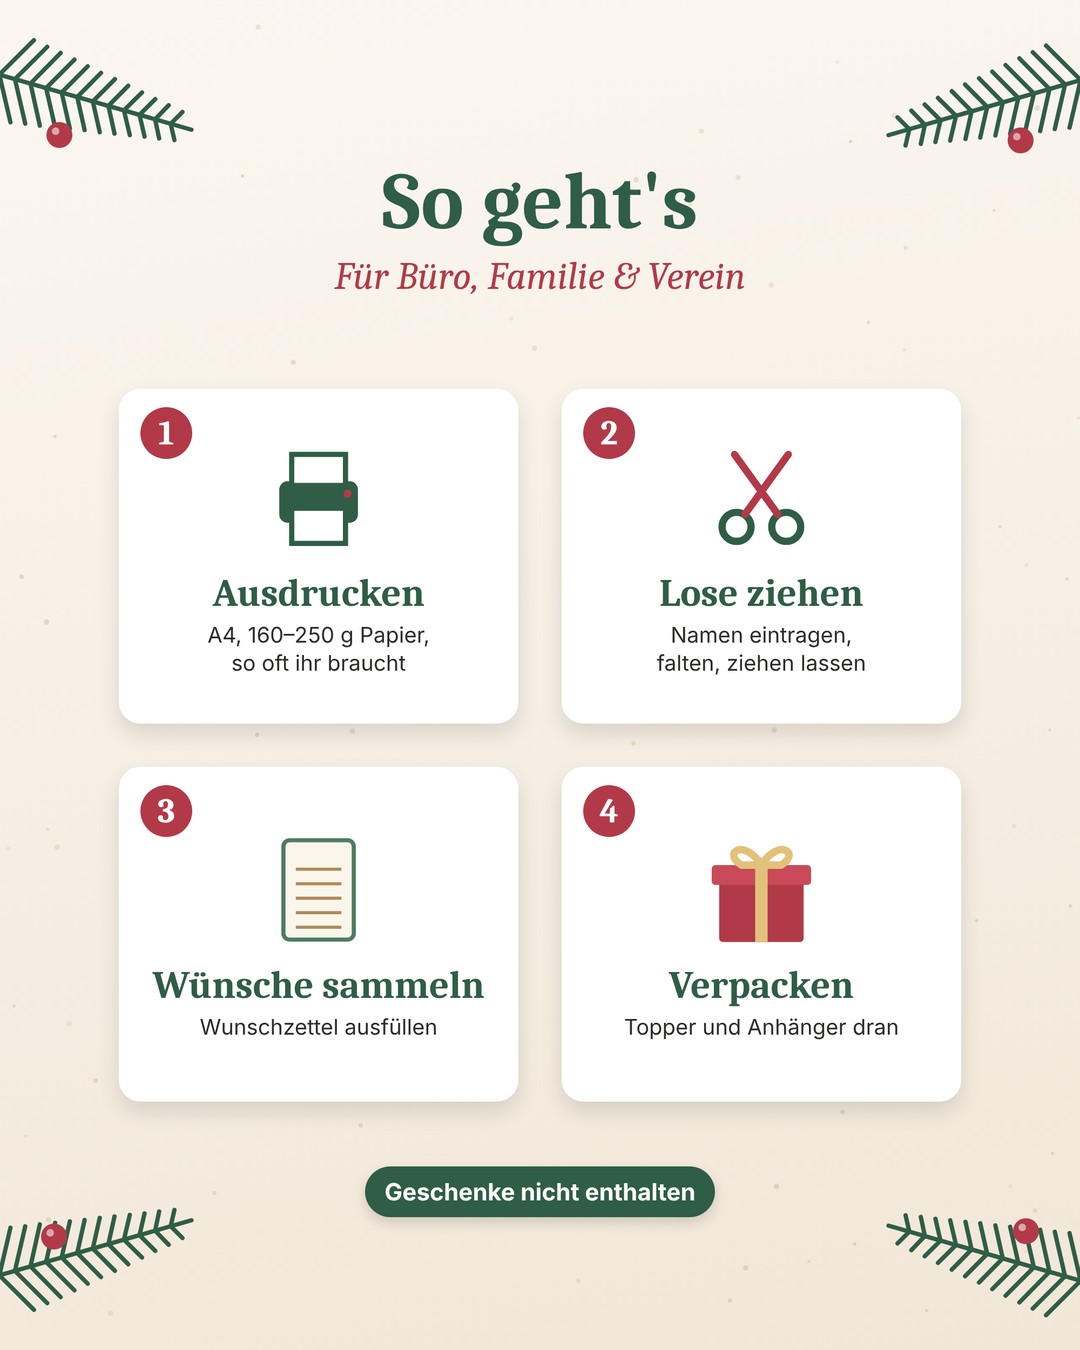 So geht's
Für Büro, Familie & Verein
1
Ausdrucken
A4, 160–250 g Papier,
so oft ihr braucht
2
Lose ziehen
Namen eintragen,
falten, ziehen lassen
3
Wünsche sammeln
Wunschzettel ausfüllen
4
Verpacken
Topper und Anhänger dran
Geschenke nicht enthalten